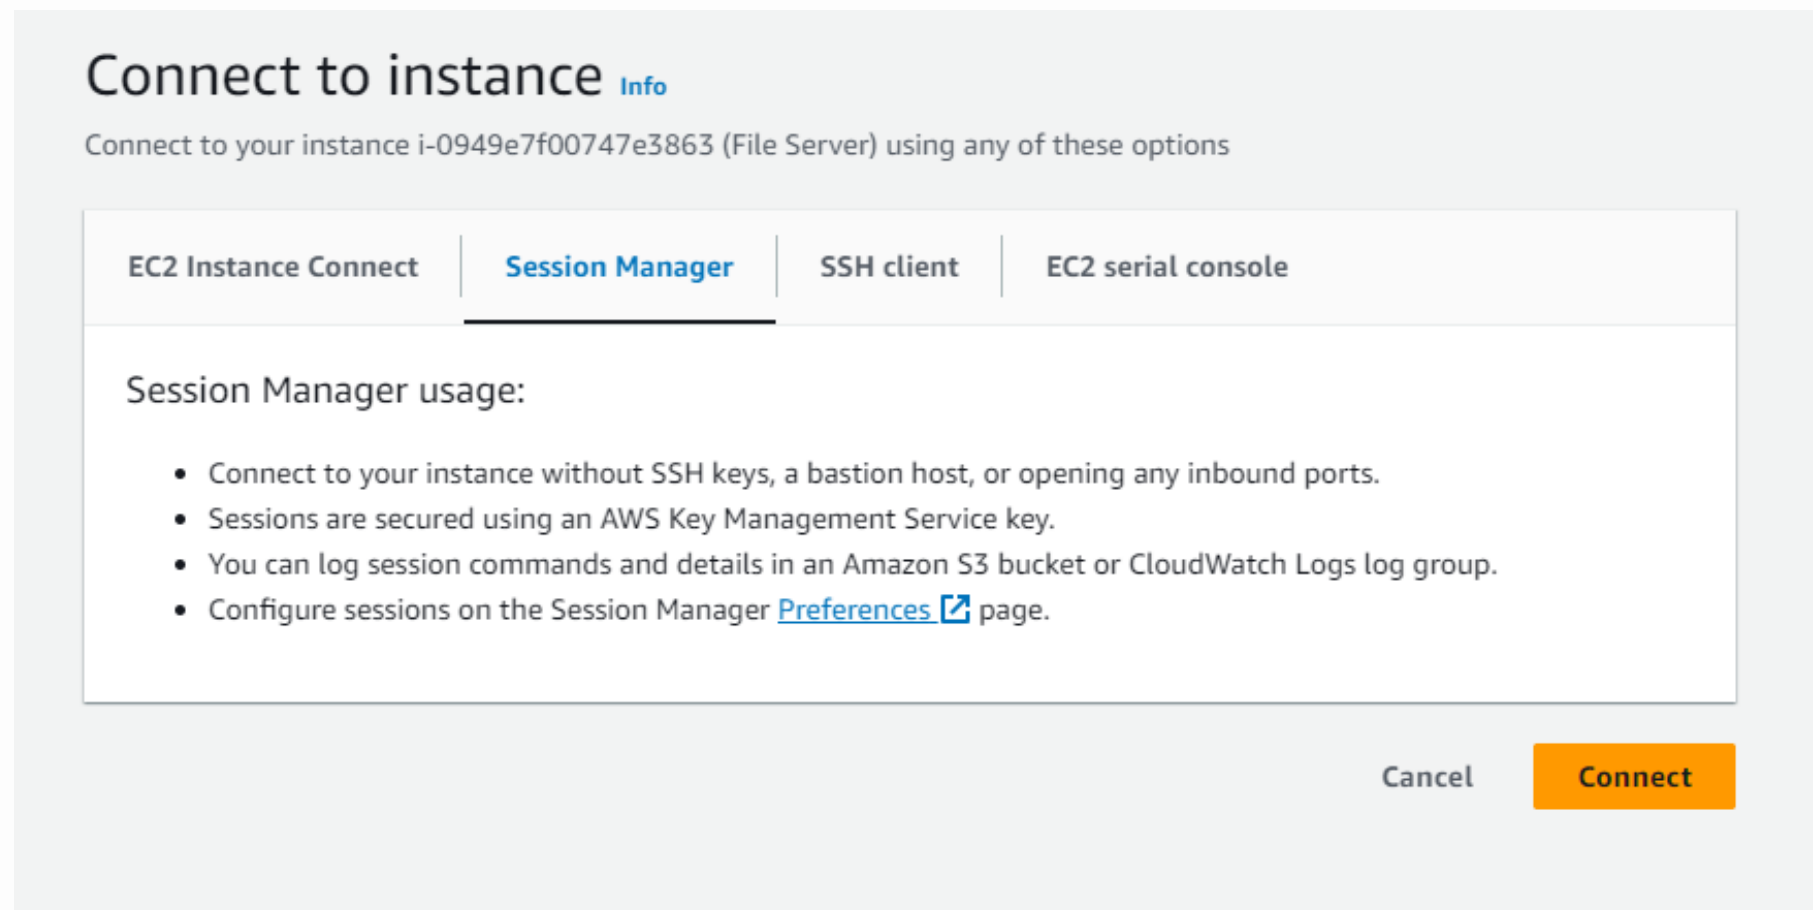 Connect to instance Info
Connect to your instance i-0949e7f00747e3863 (File Server) using any of these options
EC2 Instance Connect Session Manager SSH client EC2 serial console
Session Manager usage:
• Connect to your instance without SSH keys, a bastion host, or opening any inbound ports.
• Sessions are secured using an AWS Key Management Service key.
• You can log session commands and details in an Amazon S3 bucket or CloudWatch Logs log group.
• Configure sessions on the Session Manager Preferences page.
Cancel Connect